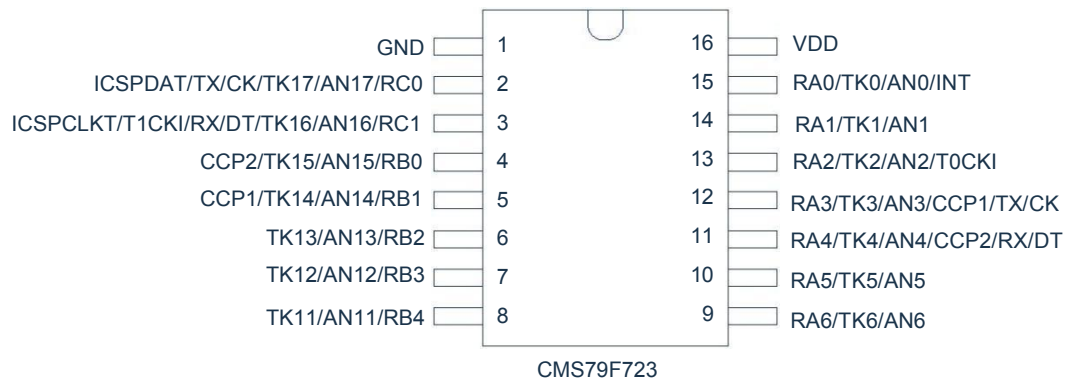 GND 1 16 VDD
ICSPDAT/TX/CK/TK17/AN17/RC0 2 15 RA0/TK0/AN0/INT
ICSPCLKT/T1CKI/RX/DT/TK16/AN16/RC1 3 14 RA1/TK1/AN1
CCP2/TK15/AN15/RB0 4 13 RA2/TK2/AN2/T0CKI
CCP1/TK14/AN14/RB1 5 12 RA3/TK3/AN3/CCP1/TX/CK
TK13/AN13/RB2 6 11 RA4/TK4/AN4/CCP2/RX/DT
TK12/AN12/RB3 7 10 RA5/TK5/AN5
TK11/AN11/RB4 8 9 RA6/TK6/AN6
CMS79F723